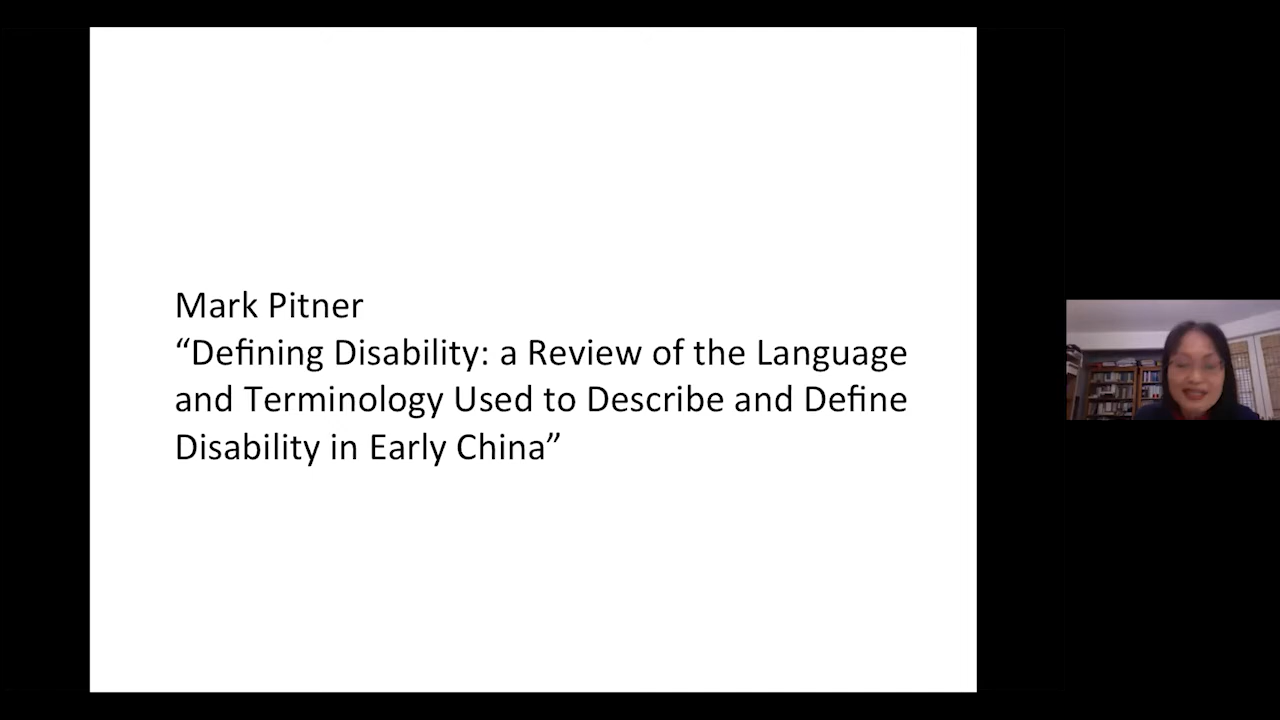 Mark Pitner
“Defining Disability: a Review of the Language
and Terminology Used to Describe and Define
Disability in Early China”